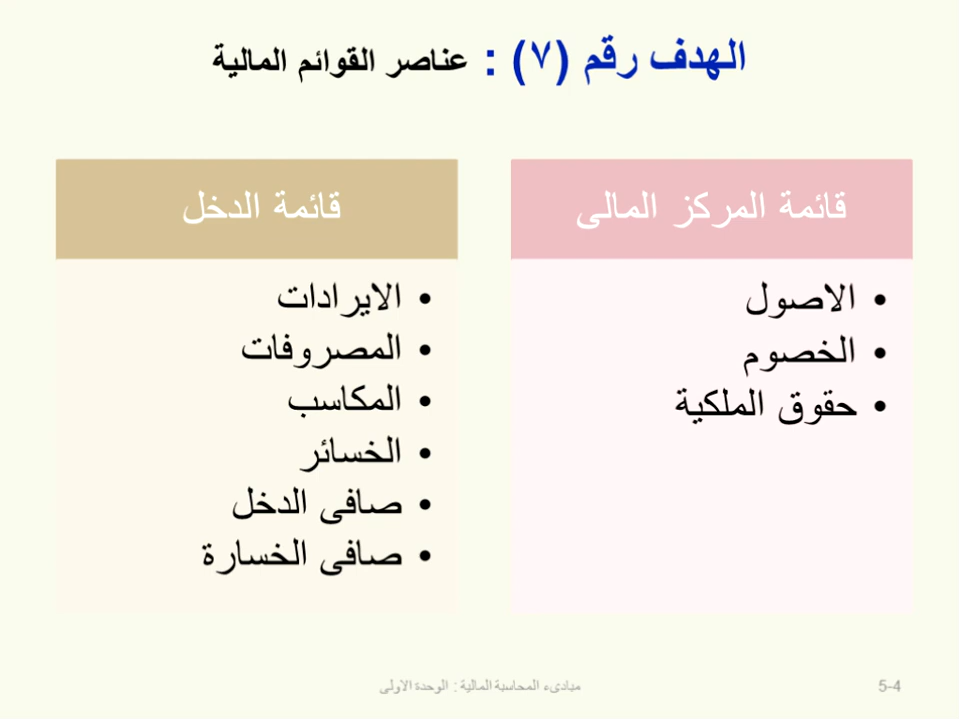 الهدف رقم (٧) : عناصر القوائم المالية
قائمة المركز المالى
• الاصول
• الخصوم
• حقوق الملكية
قائمة الدخل
• الايرادات
• المصروفات
• المكاسب
• الخسائر
• صافى الدخل
• صافى الخسارة
5-4
مبادىء المحاسبة المالية : الوحدة الاولى